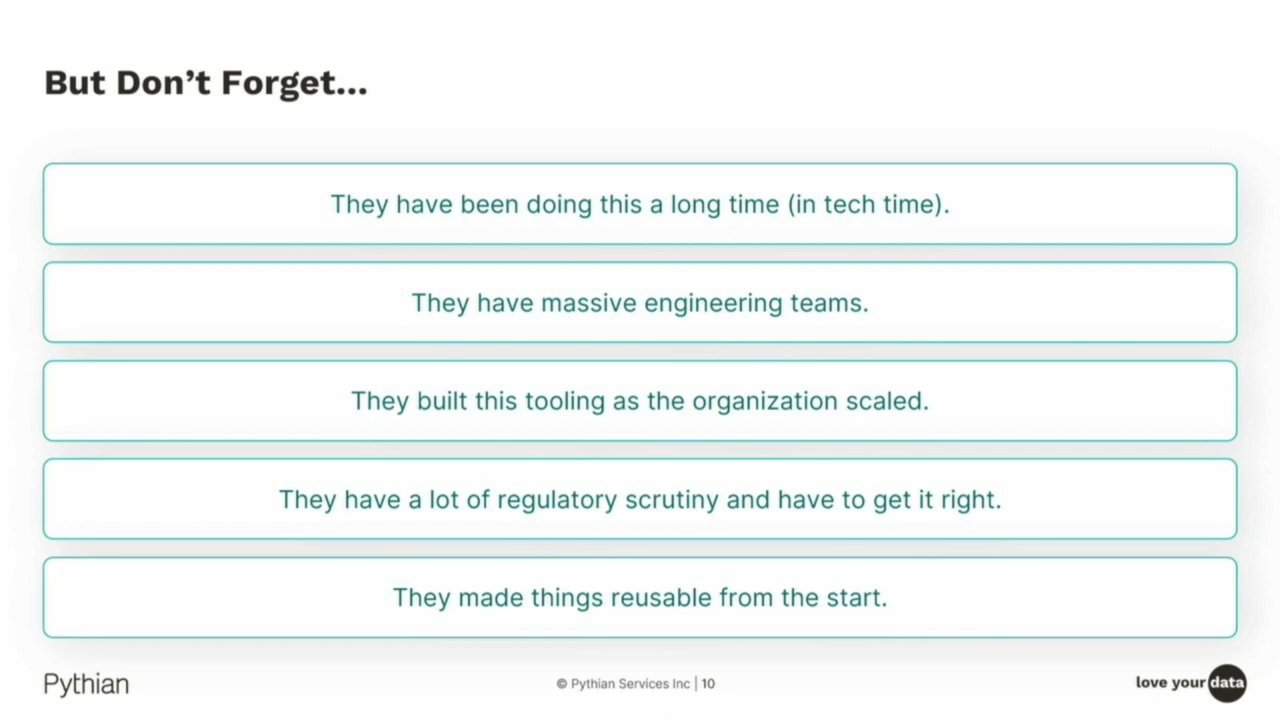 But Don’t Forget...
They have been doing this a long time (in tech time).
They have massive engineering teams.
They built this tooling as the organization scaled.
They have a lot of regulatory scrutiny and have to get it right.
They made things reusable from the start.
Pythian
© Pythian Services Inc | 10
love your data